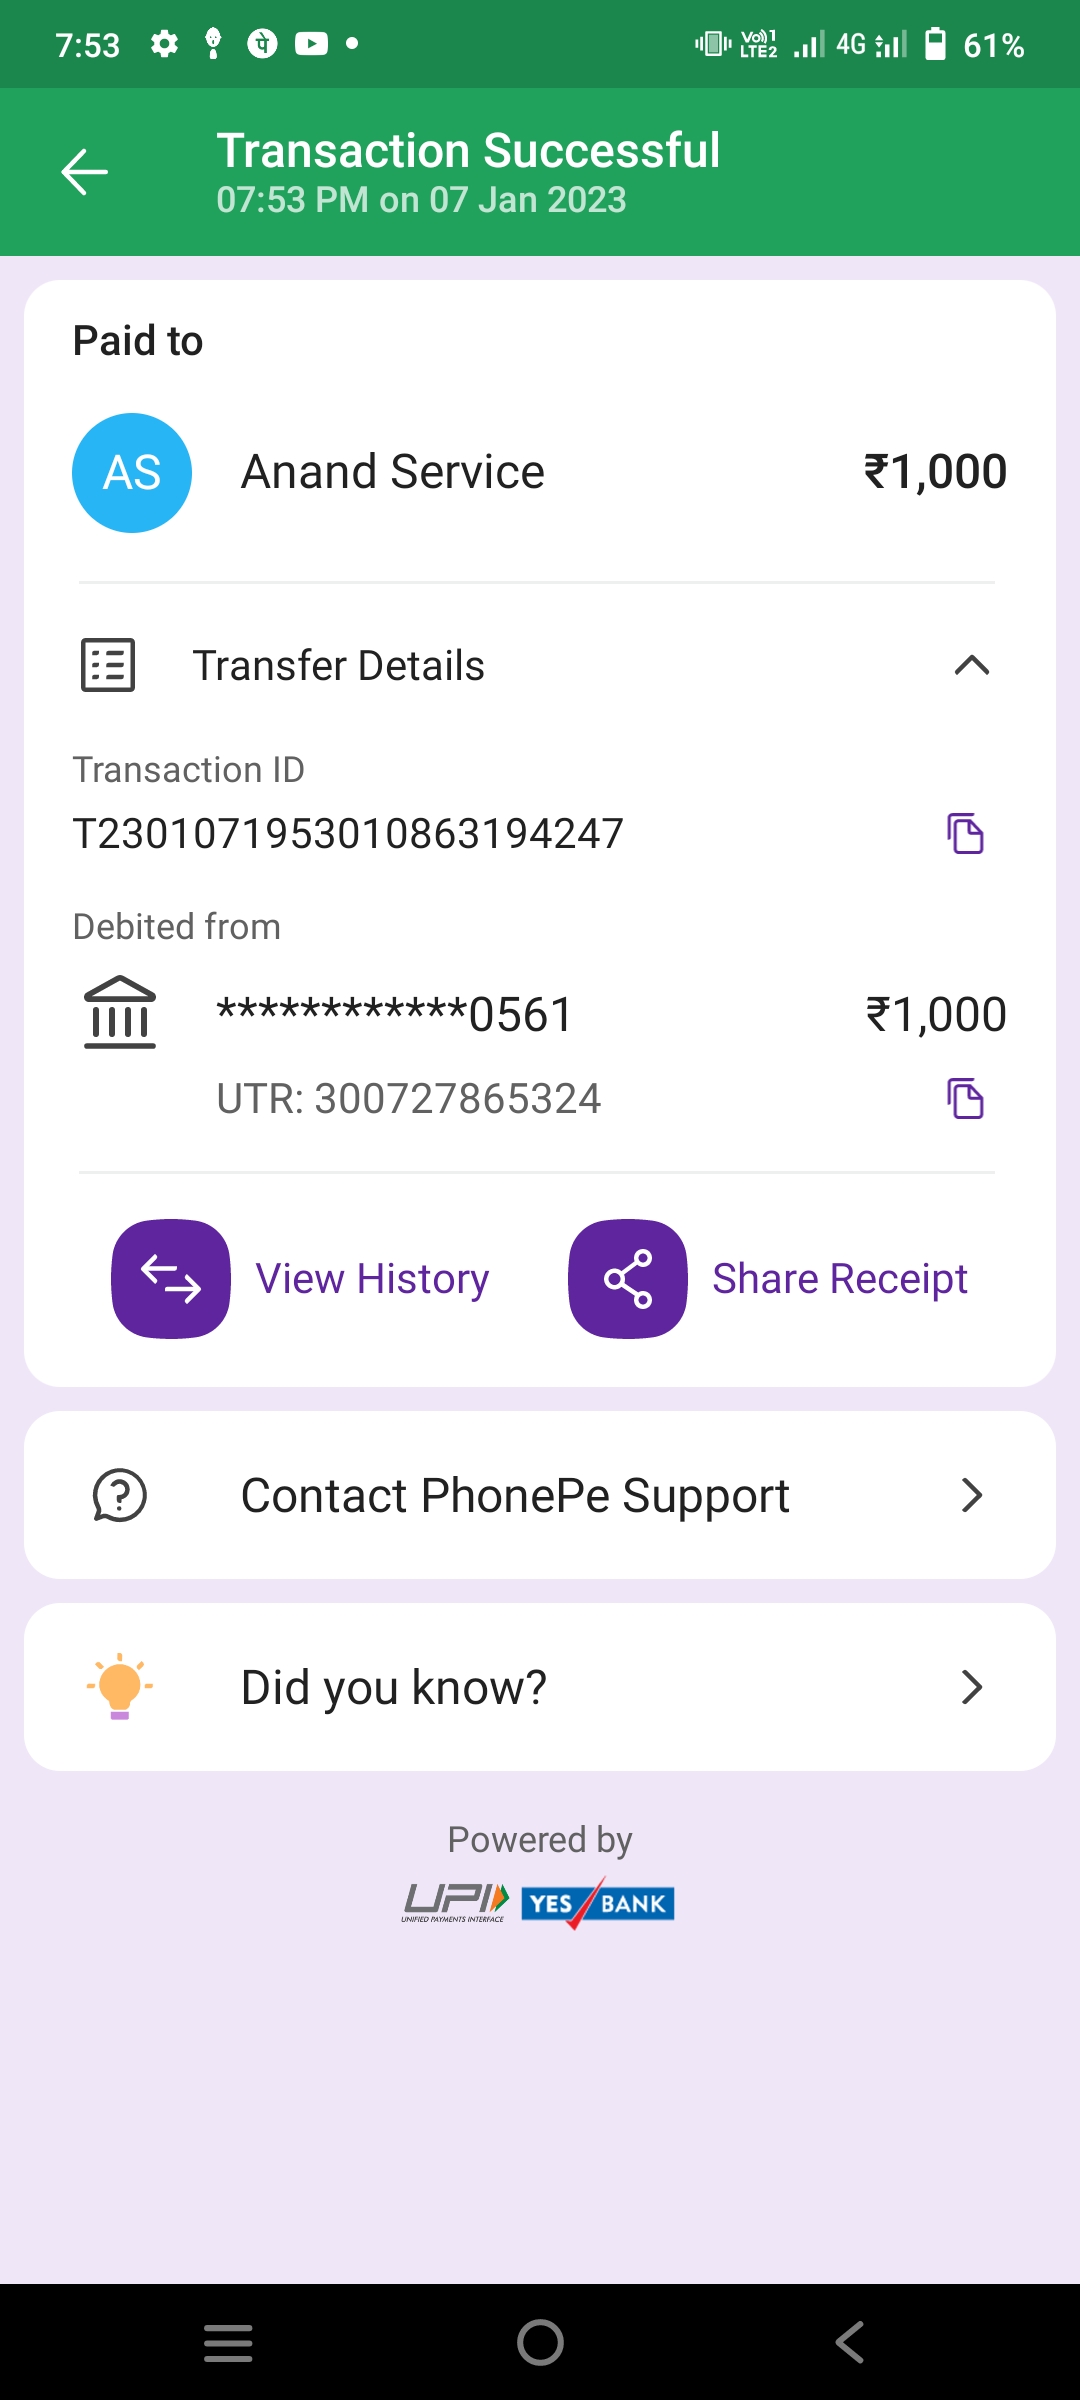 7:53 पे Vo))1 LTE2 4G 61%
Transaction Successful
07:53 PM on 07 Jan 2023
Paid to
AS Anand Service ₹1,000
Transfer Details
Transaction ID
T2301071953010863194247
Debited from
************0561 ₹1,000
UTR: 300727865324
View History Share Receipt
Contact PhonePe Support
Did you know?
Powered by
UPI YES BANK
UNIFIED PAYMENTS INTERFACE